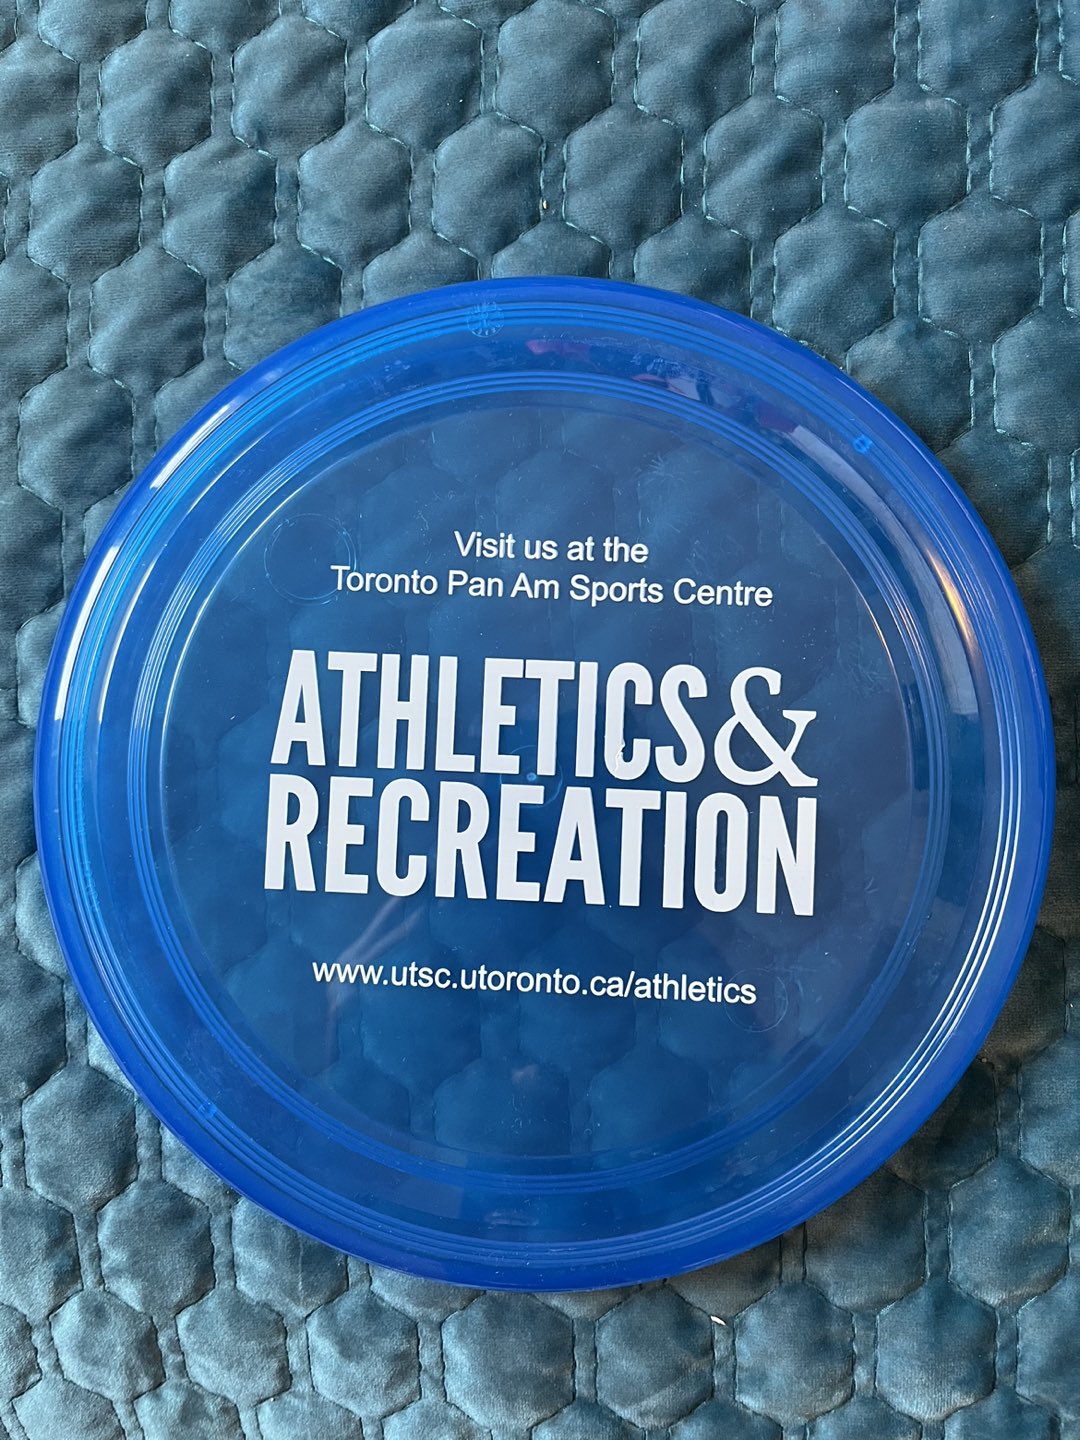 Visit us at the
Toronto Pan Am Sports Centre
ATHLETICS&
RECREATION
www.utsc.utoronto.ca/athletics